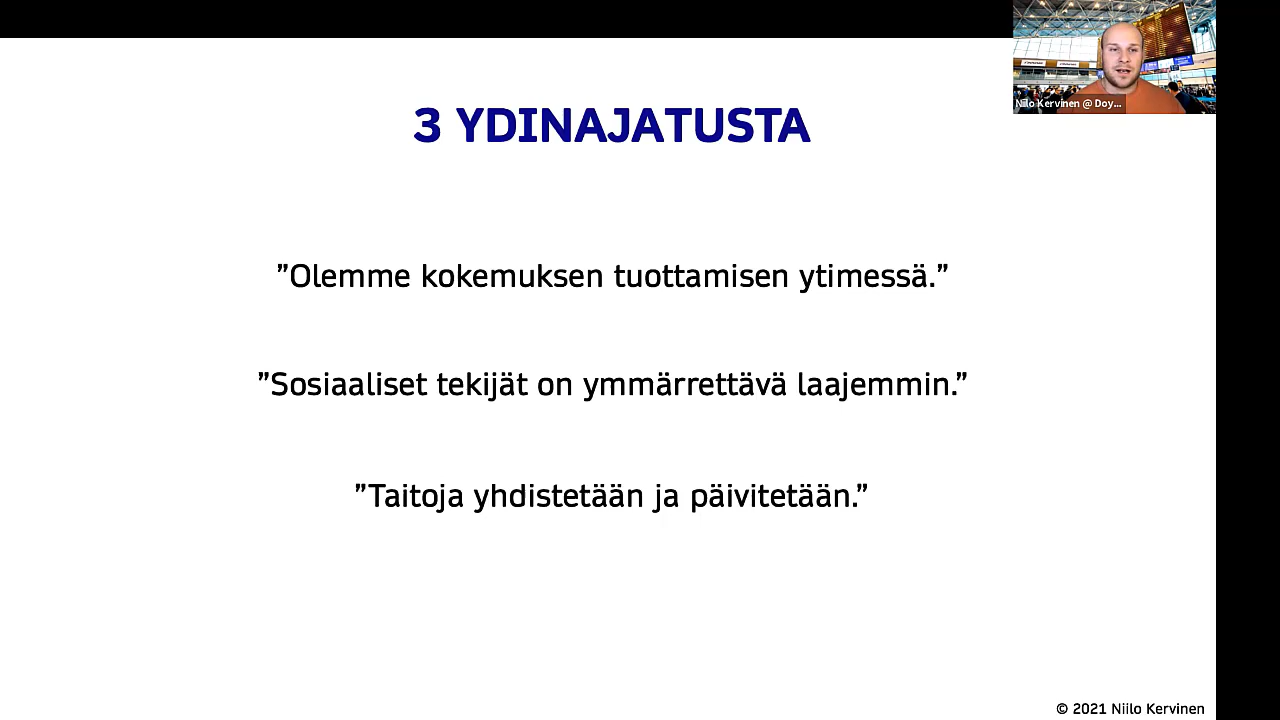 3 YDINAJATUSTA
Niilo Kervinen @ Doy...
”Olemme kokemuksen tuottamisen ytimessä.”
”Sosiaaliset tekijät on ymmärrettävä laajemmin.”
”Taitoja yhdistetään ja päivitetään.”
© 2021 Niilo Kervinen